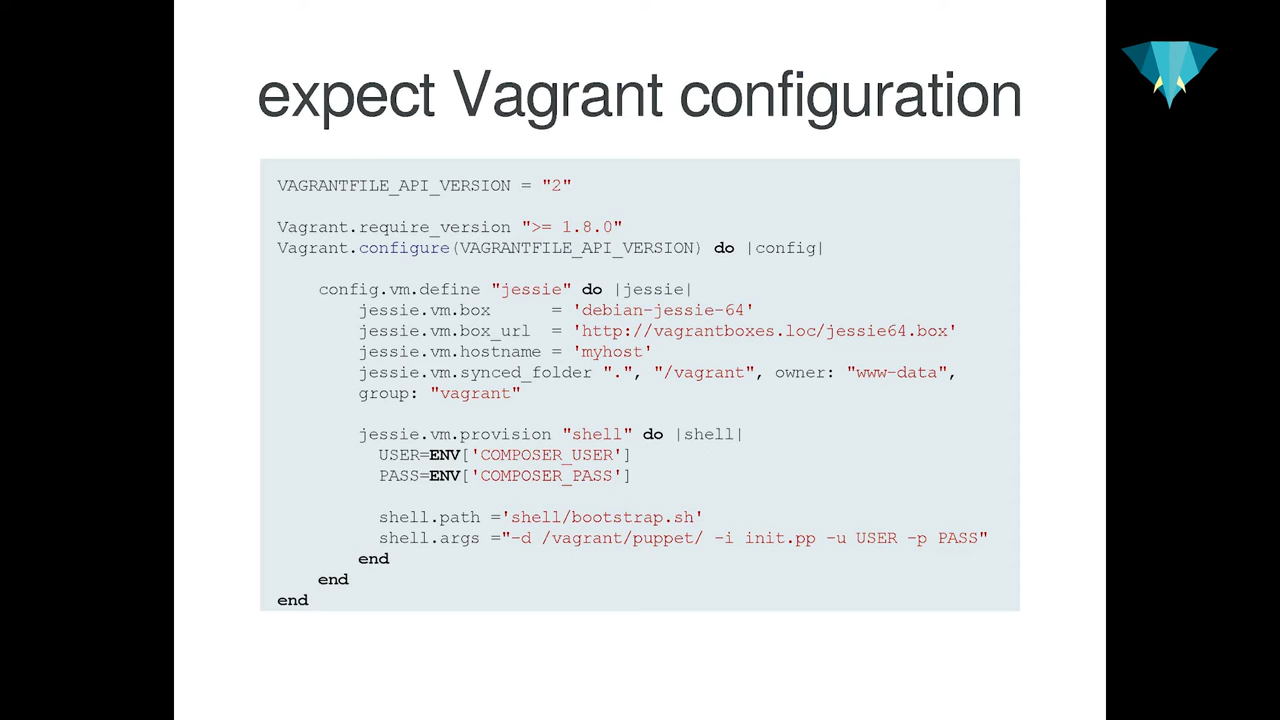 expect Vagrant configuration
VAGRANTFILE_API_VERSION = "2"
Vagrant.require_version ">= 1.8.0"
Vagrant.configure(VAGRANTFILE_API_VERSION) do |config|
config.vm.define "jessie" do |jessie|
jessie.vm.box = 'debian-jessie-64'
jessie.vm.box_url = 'http://vagrantboxes.loc/jessie64.box'
jessie.vm.hostname = 'myhost'
jessie.vm.synced_folder ".", "/vagrant", owner: "www-data",
group: "vagrant"
jessie.vm.provision "shell" do |shell|
USER=ENV['COMPOSER_USER']
PASS=ENV['COMPOSER_PASS']
shell.path ='shell/bootstrap.sh'
shell.args ="-d /vagrant/puppet/ -i init.pp -u USER -p PASS"
end
end
end